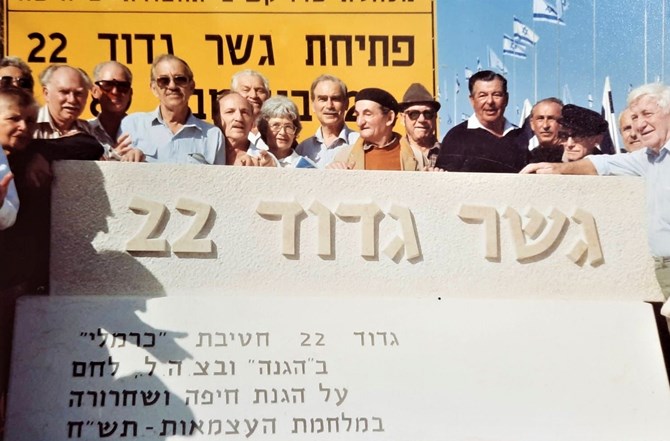 פתיחת גשר גדוד 22
גשר גדוד 22
גדוד 22 חטיבת "כרמלי"
ב"הגנה" ובצ.ה.ל. לחם
על הגנת חיפה ושחרורה
במלחמת העצמאות - תש"ח